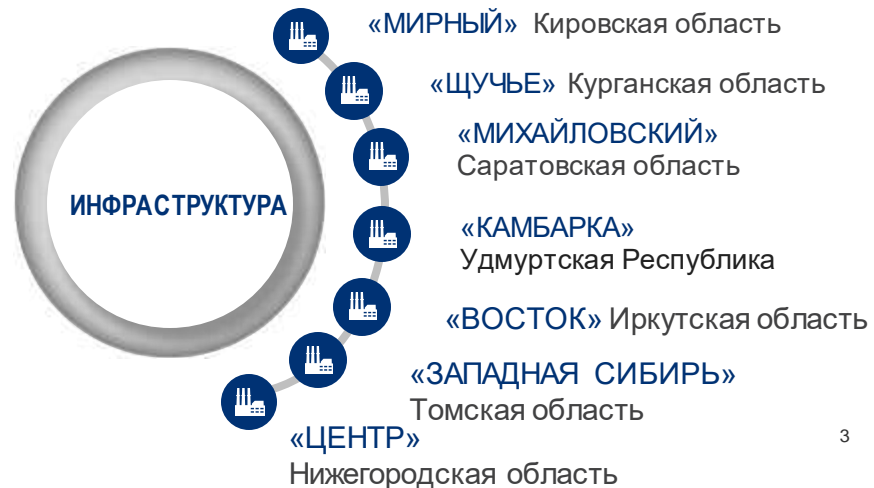 «МИРНЫЙ» Кировская область
«ЩУЧЬЕ» Курганская область
«МИХАЙЛОВСКИЙ»
Саратовская область
ИНФРАСТРУКТУРА
«КАМБАРКА»
Удмуртская Республика
«ВОСТОК» Иркутская область
«ЗАПАДНАЯ СИБИРЬ»
Томская область
«ЦЕНТР»
Нижегородская область
3